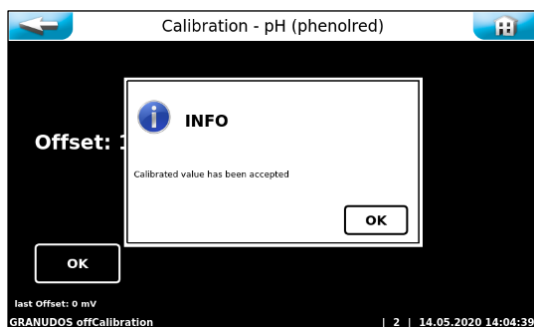 Calibration - pH (phenolred)
INFO
Offset:
Calibrated value has been accepted
OK
OK
last Offset: 0 mV
GRANUDOS offCalibration | 2 | 14.05.2020 14:04:39